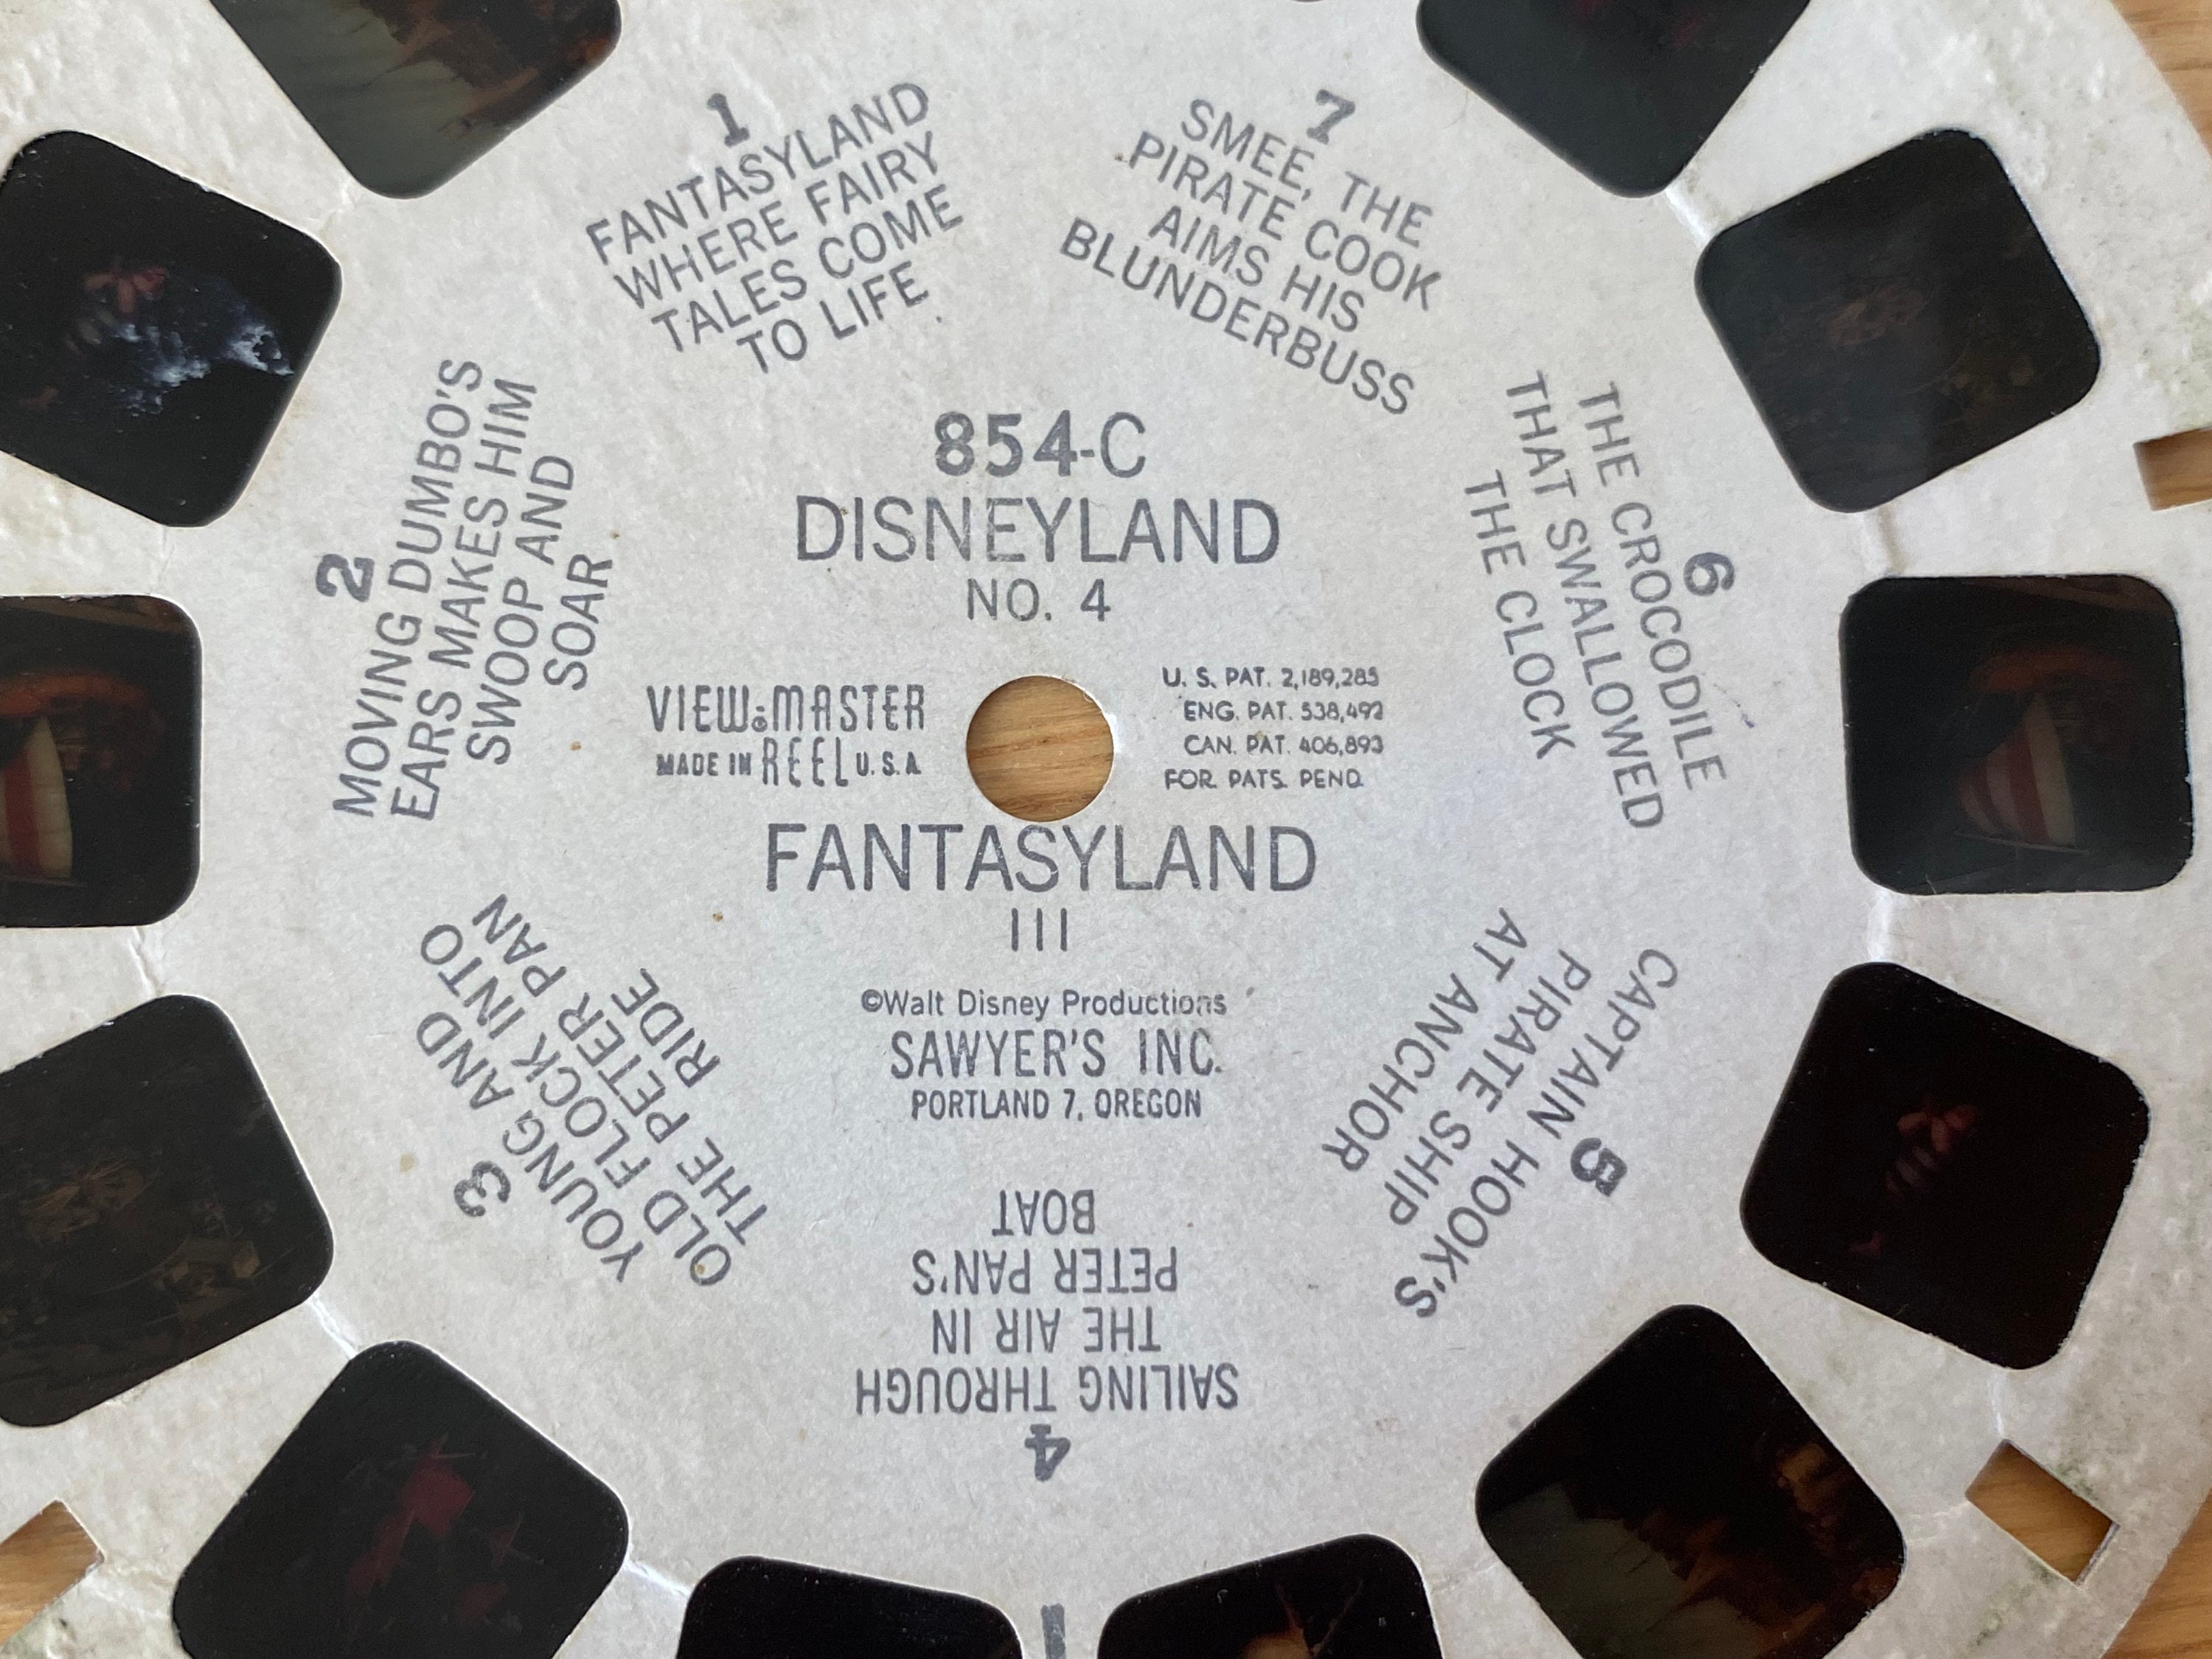 1
FANTASYLAND
WHERE FAIRY
TALES COME
TO LIFE
7
SMEE, THE
PIRATE COOK
AIMS HIS
BLUNDERBUSS
2
MOVING DUMBO'S
EARS MAKES HIM
SWOOP AND
SOAR
854-C
DISNEYLAND
NO. 4
VIEW-MASTER
MADE IN REEL U.S.A.
U. S. PAT. 2,189,285
ENG. PAT. 538,492
CAN. PAT. 406,893
FOR. PATS. PEND.
FANTASYLAND
III
©Walt Disney Productions
SAWYER'S INC.
PORTLAND 7, OREGON
6
THE CROCODILE
THAT SWALLOWED
THE CLOCK
3
YOUNG AND
OLD FLOCK INTO
THE PETER PAN
RIDE
5
CAPTAIN HOOK'S
PIRATE SHIP
AT ANCHOR
4
SAILING THROUGH
THE AIR IN
PETER PAN'S
BOAT